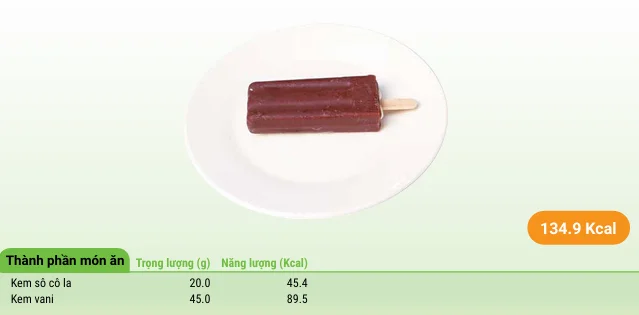 134.9 Kcal
Thành phần món ăn Trọng lượng (g) Năng lượng (Kcal)
Kem sô cô la 20.0 45.4
Kem vani 45.0 89.5